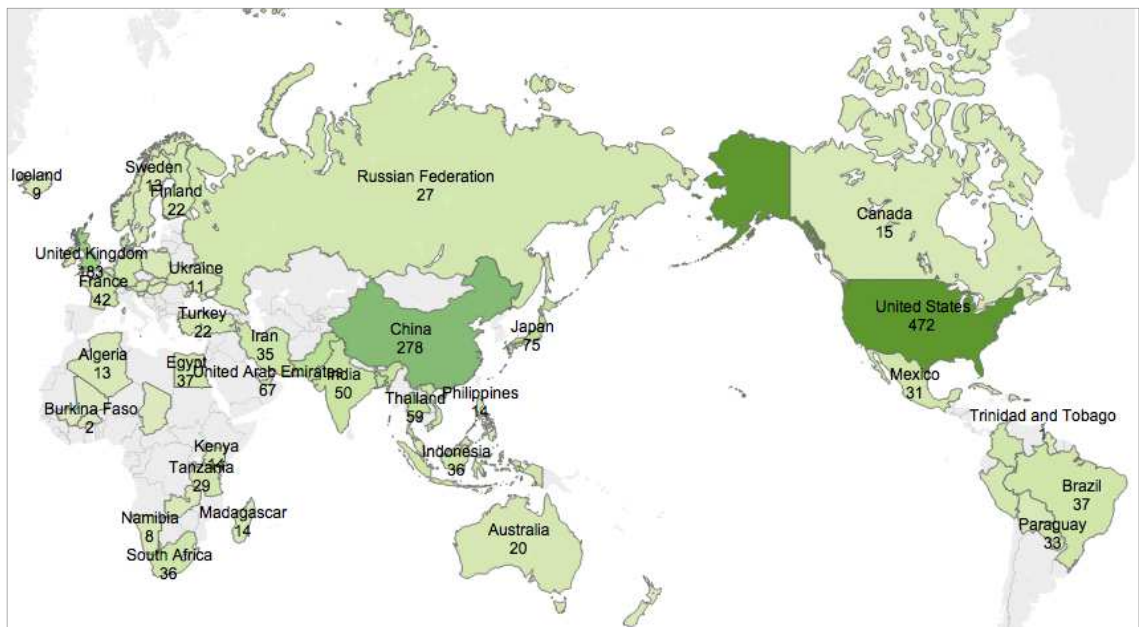 Iceland
9
Sweden
13
Finland
22
Russian Federation
27
Canada
15
United Kingdom
183
France
42
Ukraine
11
Turkey
22
Iran
35
China
278
Japan
75
United States
472
Algeria
13
Egypt
37
United Arab Emirates
67
India
50
Thailand
59
Philippines
14
Mexico
31
Burkina Faso
2
Trinidad and Tobago
1
Kenya
Tanzania
29
Indonesia
36
Brazil
37
Namibia
8
Madagascar
14
Australia
20
Paraguay
33
South Africa
36